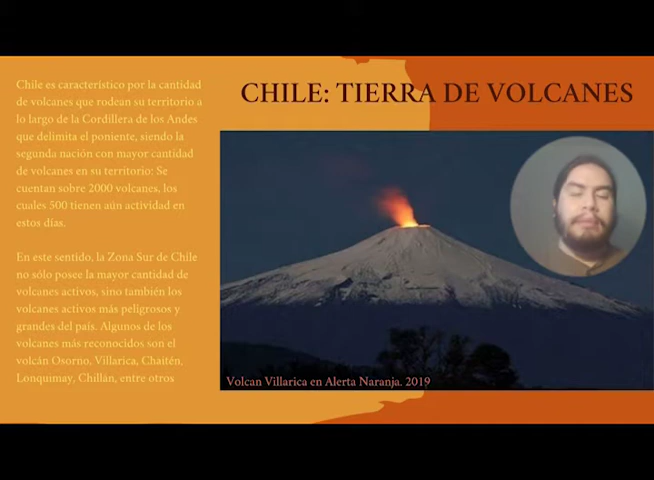 CHILE: TIERRA DE VOLCANES
Chile es característico por la cantidad
de volcanes que rodean su territorio a
lo largo de la Cordillera de los Andes
que delimita el poniente, siendo la
segunda nación con mayor cantidad
de volcanes en su territorio: Se
cuentan sobre 2000 volcanes, los
cuales 500 tienen aún actividad en
estos días.
En este sentido, la Zona Sur de Chile
no sólo posee la mayor cantidad de
volcanes activos, sino también los
volcanes activos más peligrosos y
grandes del país. Algunos de los
volcanes más reconocidos son el
volcán Osorno, Villarica, Chaitén,
Lonquimay, Chillán, entre otros
Volcan Villarica en Alerta Naranja. 2019